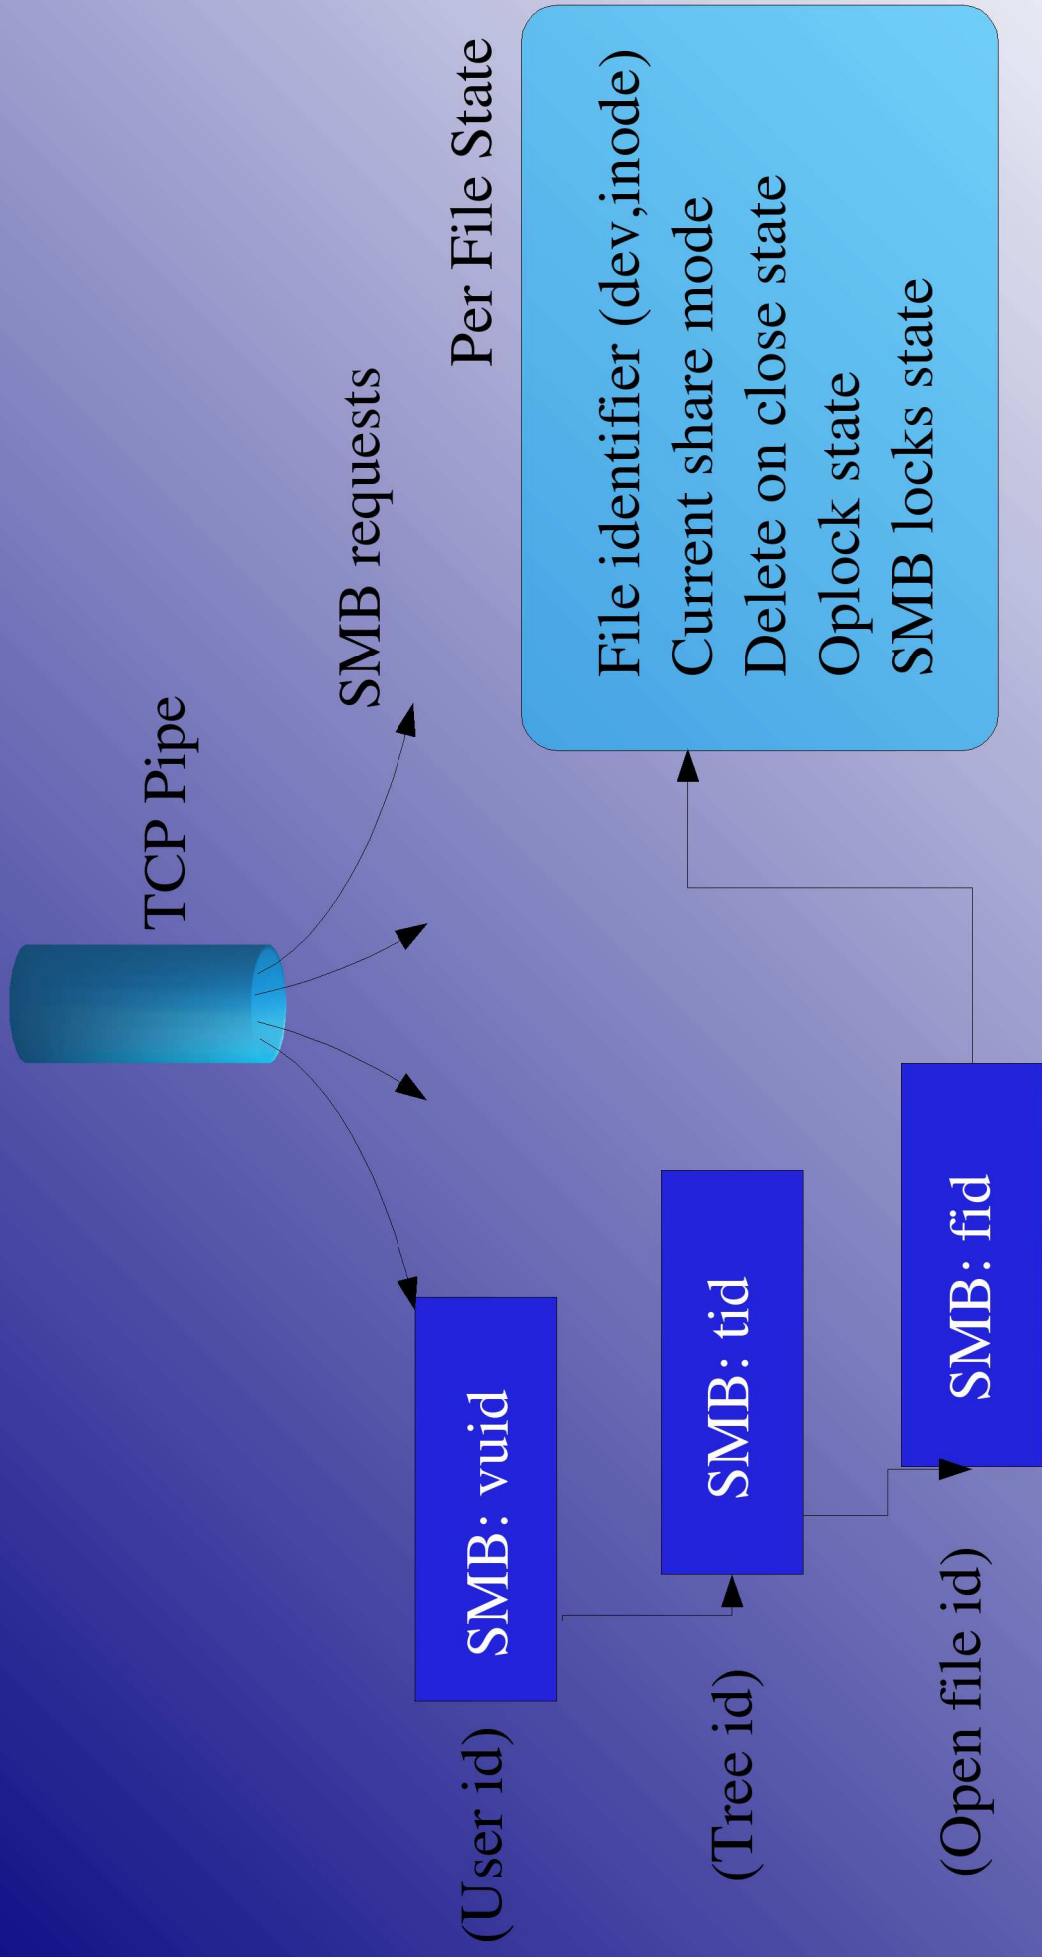 TCP Pipe
SMB requests
Per File State
(User id)
SMB: vuid
File identifier (dev,inode)
Current share mode
Delete on close state
Oplock state
SMB locks state
(Tree id)
SMB: tid
(Open file id)
SMB: fid